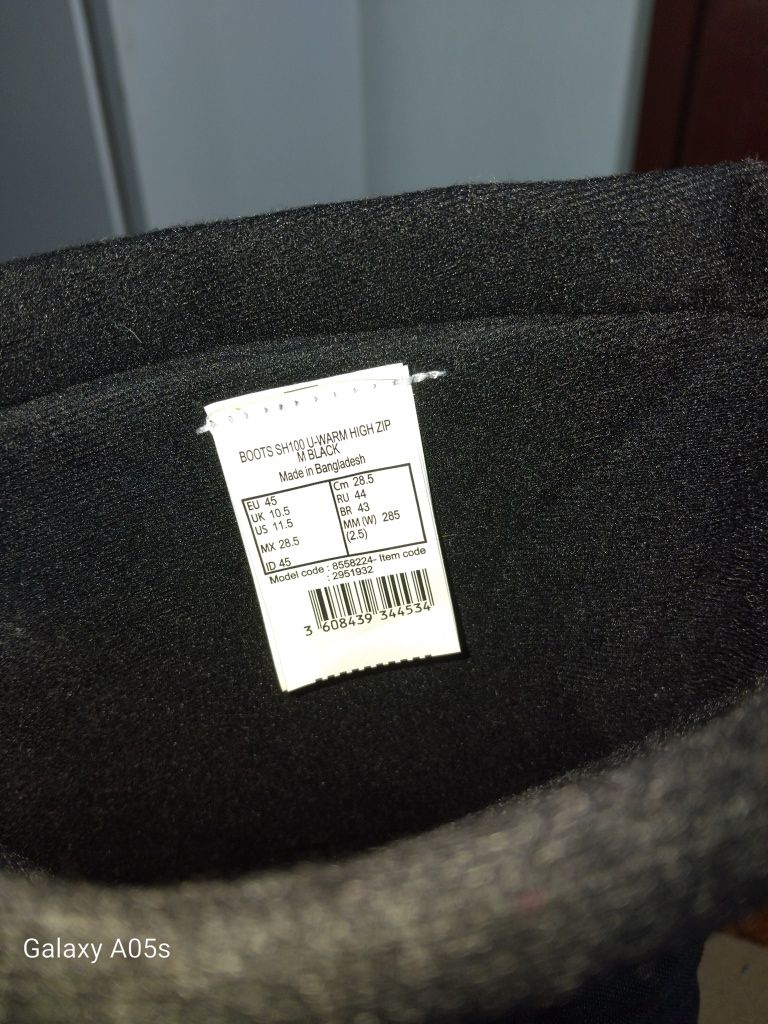 BOOTS SH100 U-WARM HIGH ZIP
M BLACK
Made in Bangladesh
EU 45
UK 10.5
US 11.5
MX 28.5
ID 45
Cm 28.5
RU 44
BR 43
MM (W) 285
(2.5)
Model code : 8558224- Item code
: 2951932
3 608439 344534
Galaxy A05s